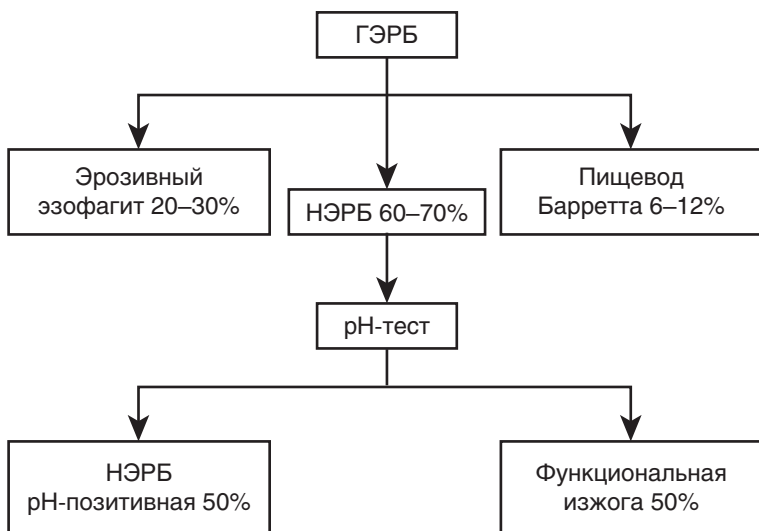 ГЭРБ
Эрозивный
эзофагит 20–30%
НЭРБ 60–70%
Пищевод
Барретта 6–12%
pH-тест
НЭРБ
pH-позитивная 50%
Функциональная
изжога 50%